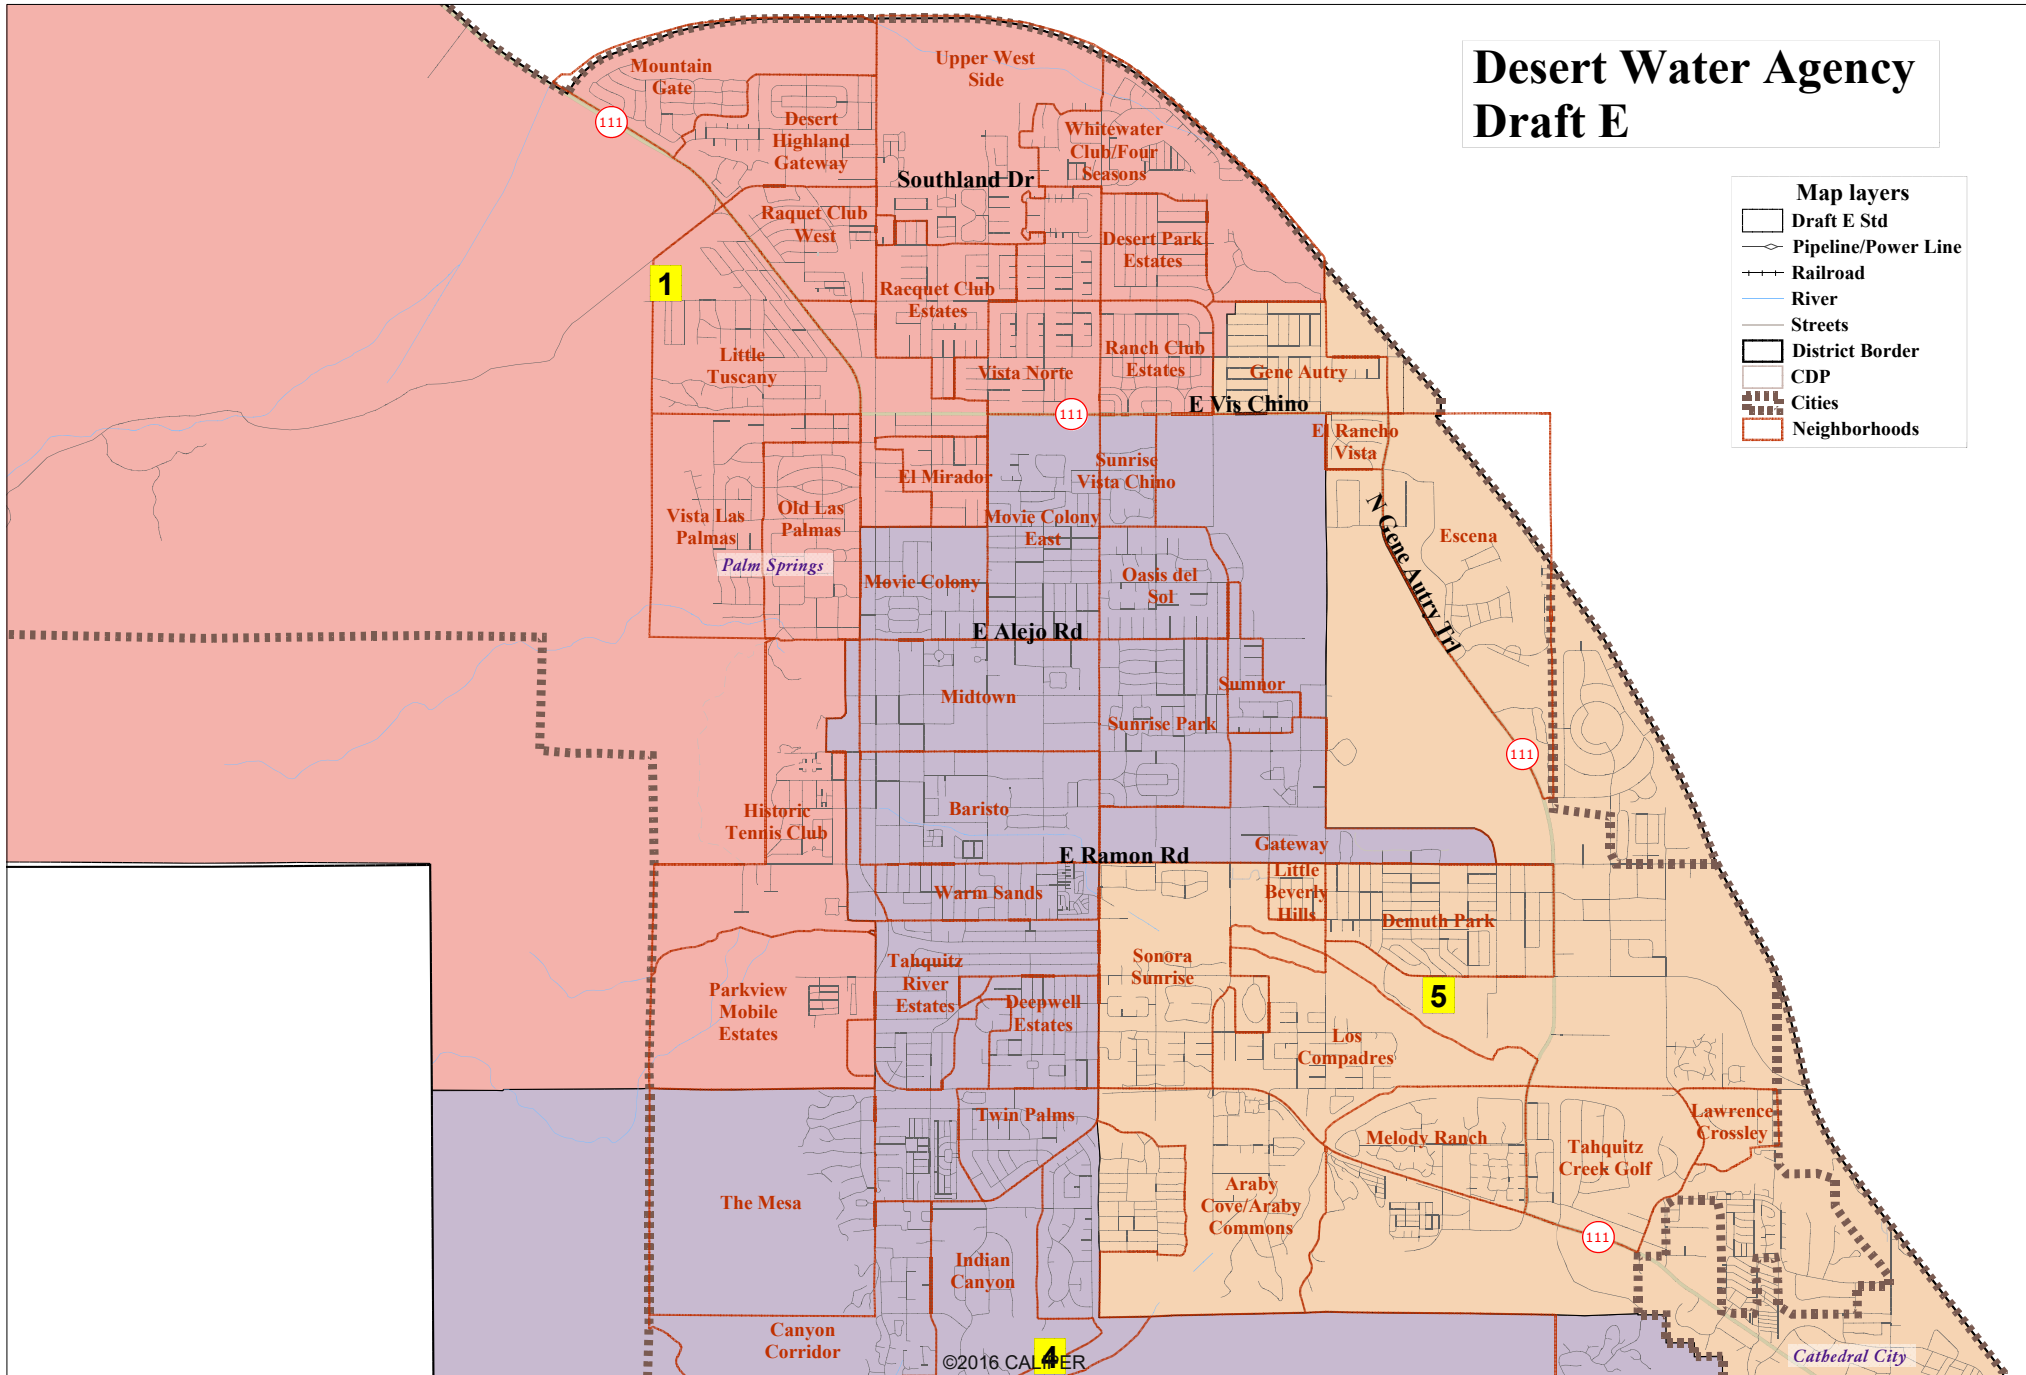 Desert Water Agency
Draft E
Map layers
Draft E Std
Pipeline/Power Line
Railroad
River
Streets
District Border
CDP
Cities
Neighborhoods
Mountain
Gate
Upper West
Side
111
Desert
Highland
Gateway
Whitewater
Club/Four
Seasons
Southland Dr
Raquet Club
West
Desert Park
Estates
1
Racquet Club
Estates
Little
Tuscany
Vista Norte
Ranch Club
Estates
Gene Autry
E Vis Chino
111
El Rancho
Vista
El Mirador
Sunrise
Vista Chino
Vista Las
Palmas
Old Las
Palmas
Movie Colony
East
N Gene Autry Trl
Escena
Palm Springs
Movie Colony
Oasis del
Sol
E Alejo Rd
Midtown
Sumnor
Sunrise Park
111
Historic
Tennis Club
Baristo
Gateway
E Ramon Rd
Warm Sands
Little
Beverly
Hills
Demuth Park
Tahquitz
River
Estates
Sonora
Sunrise
5
Parkview
Mobile
Estates
Deepwell
Estates
Los
Compadres
Twin Palms
Melody Ranch
Lawrence
Crossley
Tahquitz
Creek Golf
The Mesa
Araby
Cove/Araby
Commons
111
Indian
Canyon
Canyon
Corridor
4
©2016 CALIPER
Cathedral City